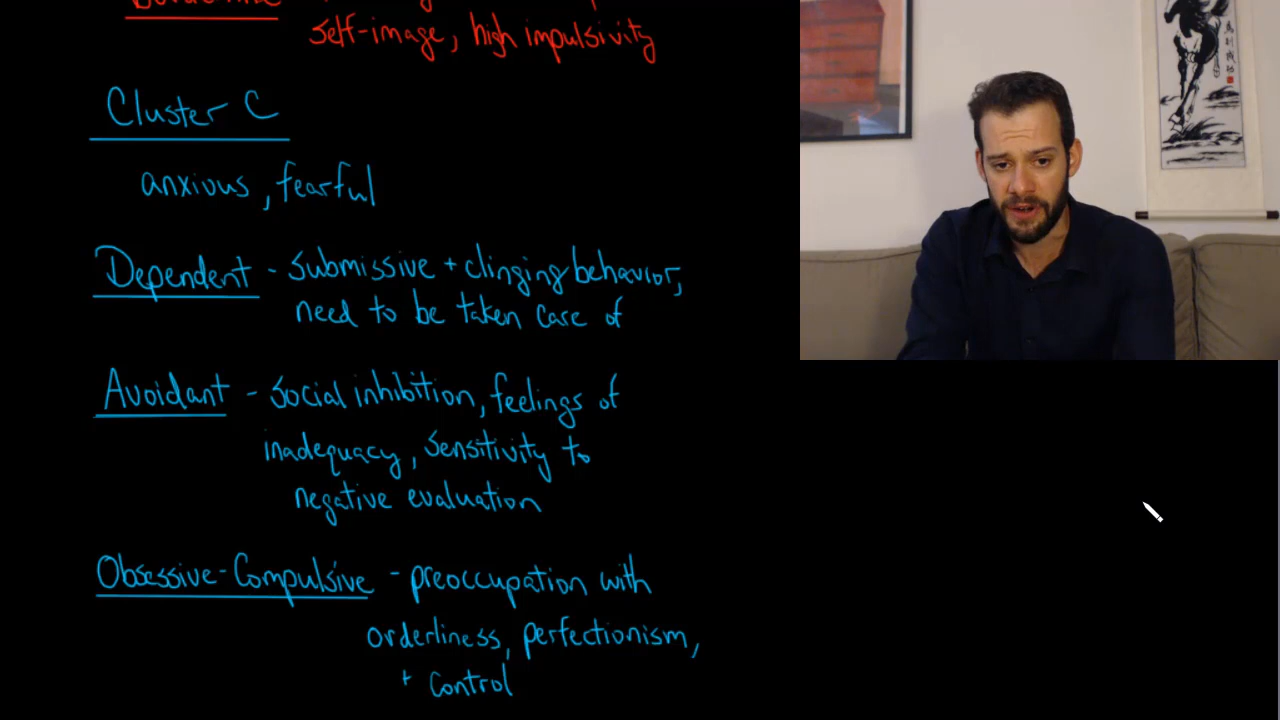 Borderline
self-image, high impulsivity
Cluster C
anxious, fearful
Dependent - submissive + clinging behavior,
need to be taken care of
Avoidant - social inhibition, feelings of
inadequacy, sensitivity to
negative evaluation
Obsessive-Compulsive - preoccupation with
orderliness, perfectionism,
+ control